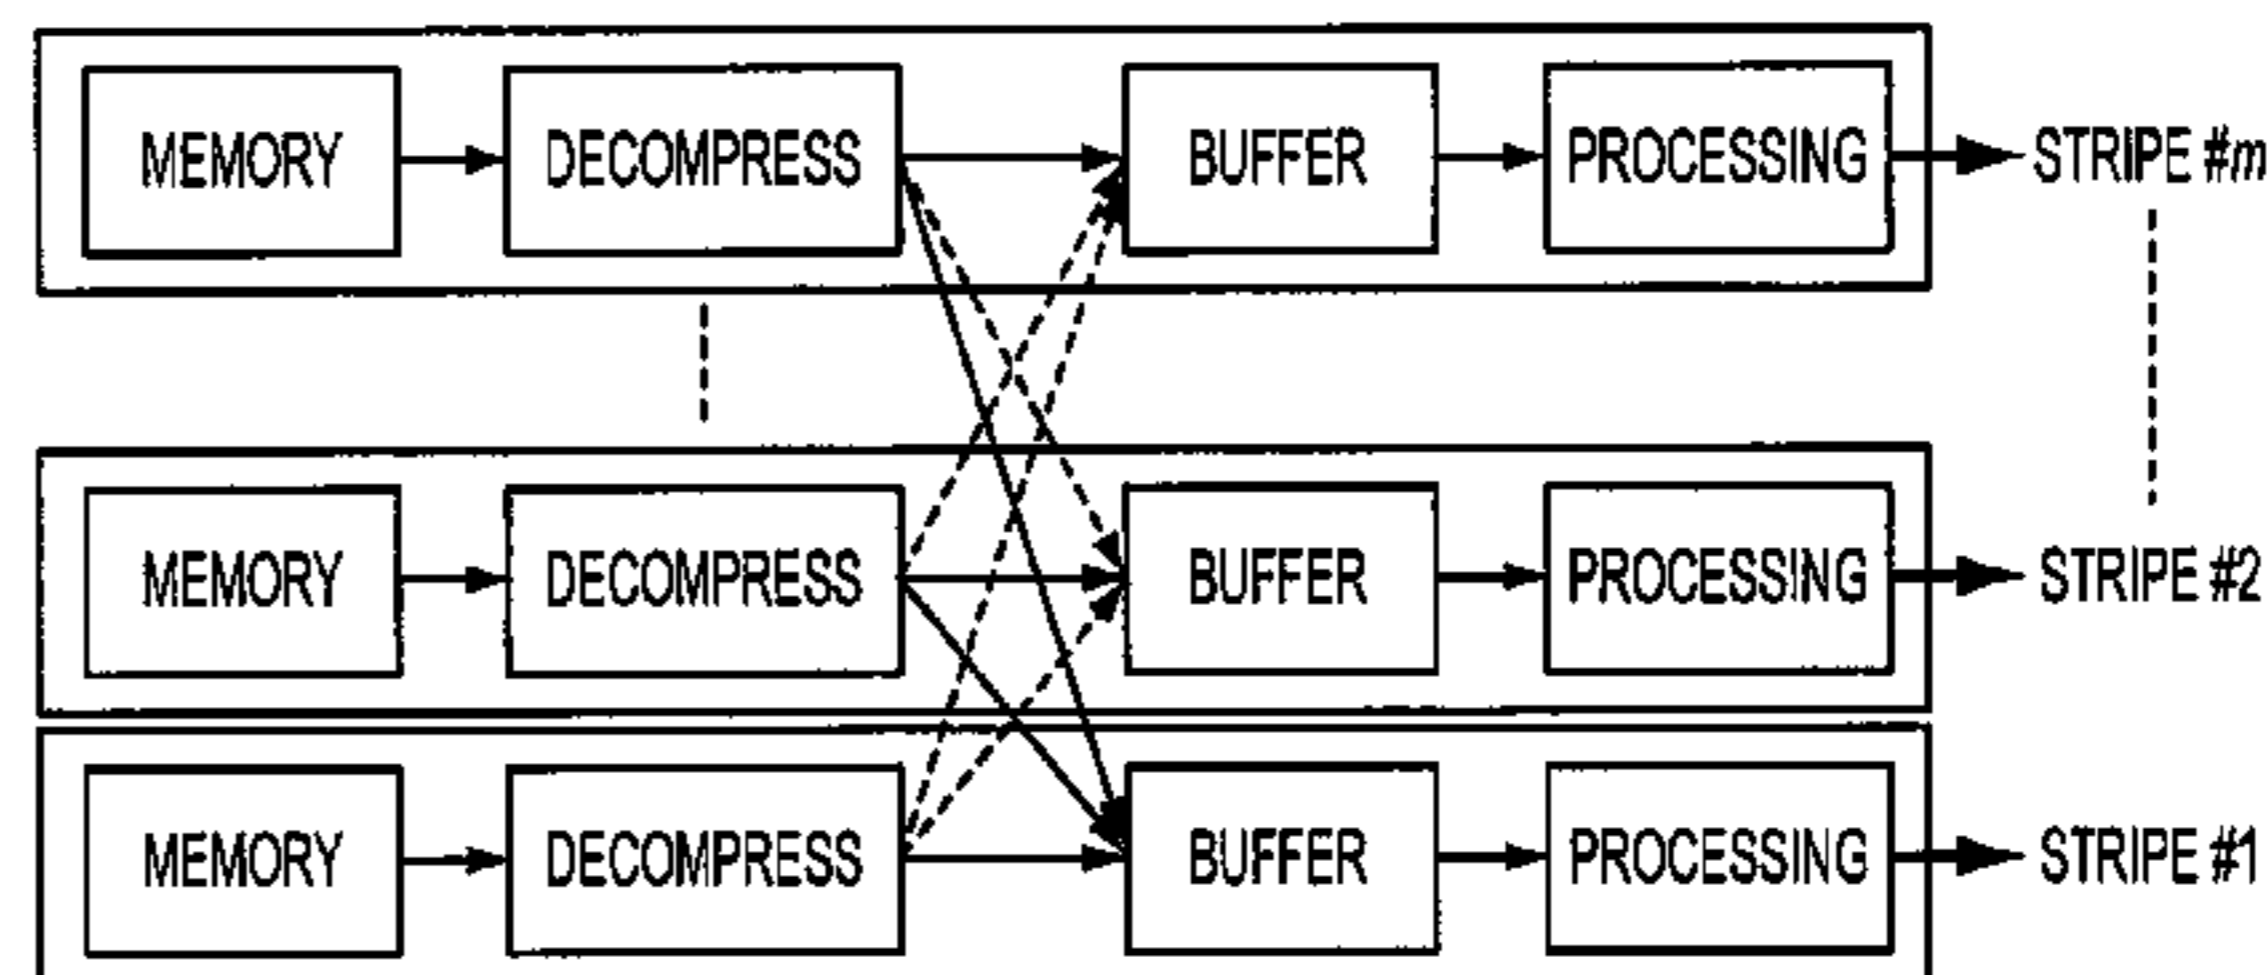 MEMORY DECOMPRESS BUFFER PROCESSING STRIPE #m
MEMORY DECOMPRESS BUFFER PROCESSING STRIPE #2
MEMORY DECOMPRESS BUFFER PROCESSING STRIPE #1